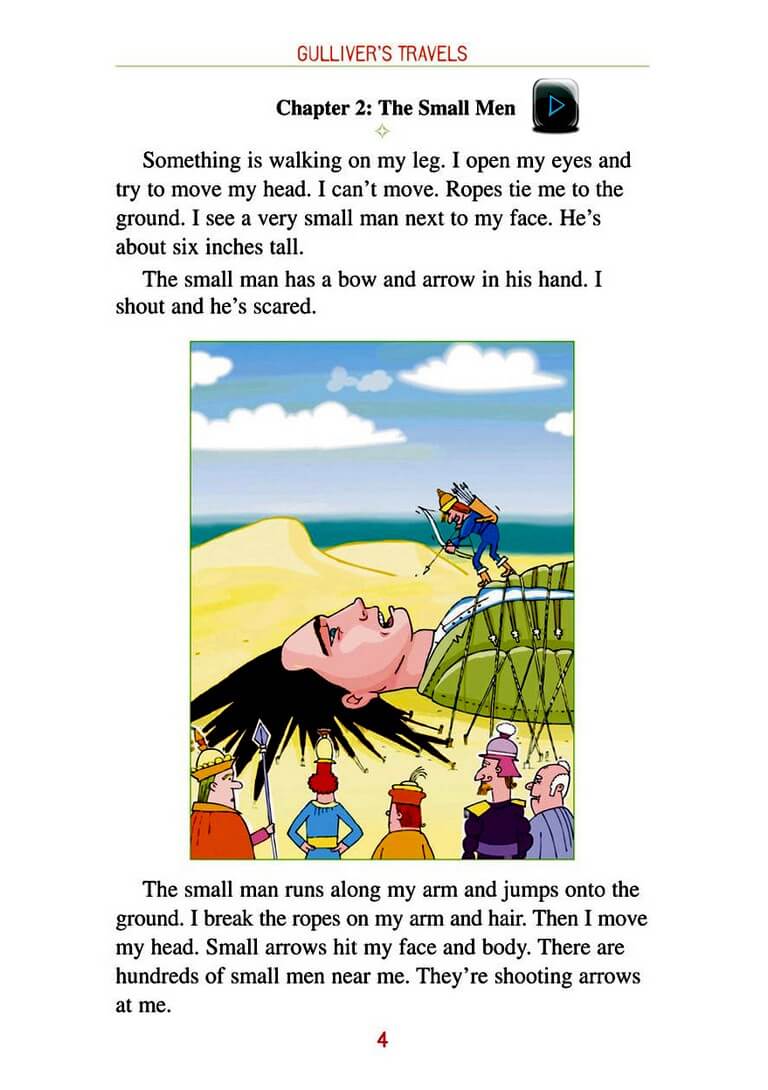 GULLIVER'S TRAVELS
Chapter 2: The Small Men
Something is walking on my leg. I open my eyes and
try to move my head. I can't move. Ropes tie me to the
ground. I see a very small man next to my face. He's
about six inches tall.
The small man has a bow and arrow in his hand. I
shout and he's scared.
The small man runs along my arm and jumps onto the
ground. I break the ropes on my arm and hair. Then I move
my head. Small arrows hit my face and body. There are
hundreds of small men near me. They're shooting arrows
at me.
4